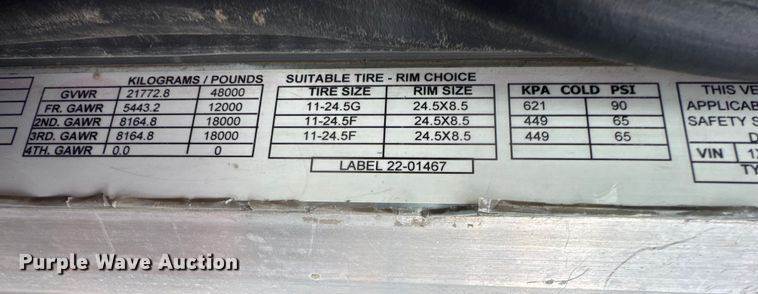 KILOGRAMS / POUNDS SUITABLE TIRE - RIM CHOICE
GVWR 21772.8 48000 TIRE SIZE RIM SIZE KPA COLD PSI THIS VE
FR. GAWR 5443.2 12000 11-24.5G 24.5X8.5 621 90 APPLICAB
2ND. GAWR 8164.8 18000 11-24.5F 24.5X8.5 449 65 SAFETY S
3RD. GAWR 8164.8 18000 11-24.5F 24.5X8.5 449 65 D
4TH. GAWR 0.0 0 VIN
LABEL 22-01467 TY
Purple Wave Auction